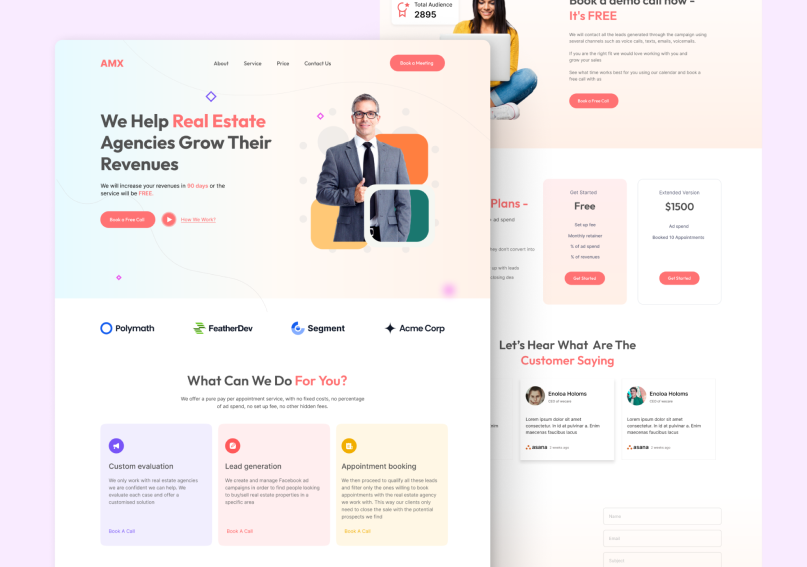 AMX
About
Service
Price
Contact Us
Book a Meeting
We Help Real Estate
Agencies Grow Their
Revenues
We will increase your revenues in 90 days or the
service will be FREE.
Book a Free Call
How We Work?
Polymath
FeatherDev
Segment
Acme Corp
What Can We Do For You?
We offer a pure pay per appointment service, with no fixed costs, no percentage
of ad spend, no set up fee, no other hidden fees.
Custom evaluation
We only work with real estate agencies
we are confident we can help. We
evaluate each case and offer a
customised solution
Book A Call
Lead generation
We create and manage Facebook ad
campaigns in order to find people looking
to buy/sell real estate properties in a
specific area
Book A Call
Appointment booking
We then proceed to qualify all these leads
and filter only the ones willing to book
appointments with the real estate agency
we work with. This way our clients only
need to close the sale with the potential
prospects we find
Book A Call
Total Audience
2895
Book a demo call now -
It's FREE
We will contact all the leads generated through the campaign using
several channels such as voice calls, texts, emails, voicemails.
If you are the right fit we would love working with you and
grow your sales
See what time works best for you using our calendar and book a
free call with us
Book a Free Call
Plans -
ad spend
they don't convert into
go with leads
closing idea
Get Started
Free
Set up fee
Monthly retainer
% of ad spend
% of revenues
Get Started
Extended Version
$1500
Ad spend
Booked 10 Appointments
Get Started
Let's Hear What Are The
Customer Saying
Enoloa Holoms
Lorem ipsum dolor sit amet
consectetur. In id at pulvinar a. Enim
maecenas faucibus lacus
asana
2 weeks ago
Enoloa Holoms
Lorem ipsum dolor sit amet
consectetur. In id at pulvinar a. Enim
maecenas faucibus lacus
asana
2 weeks ago
Name
Email
Subject